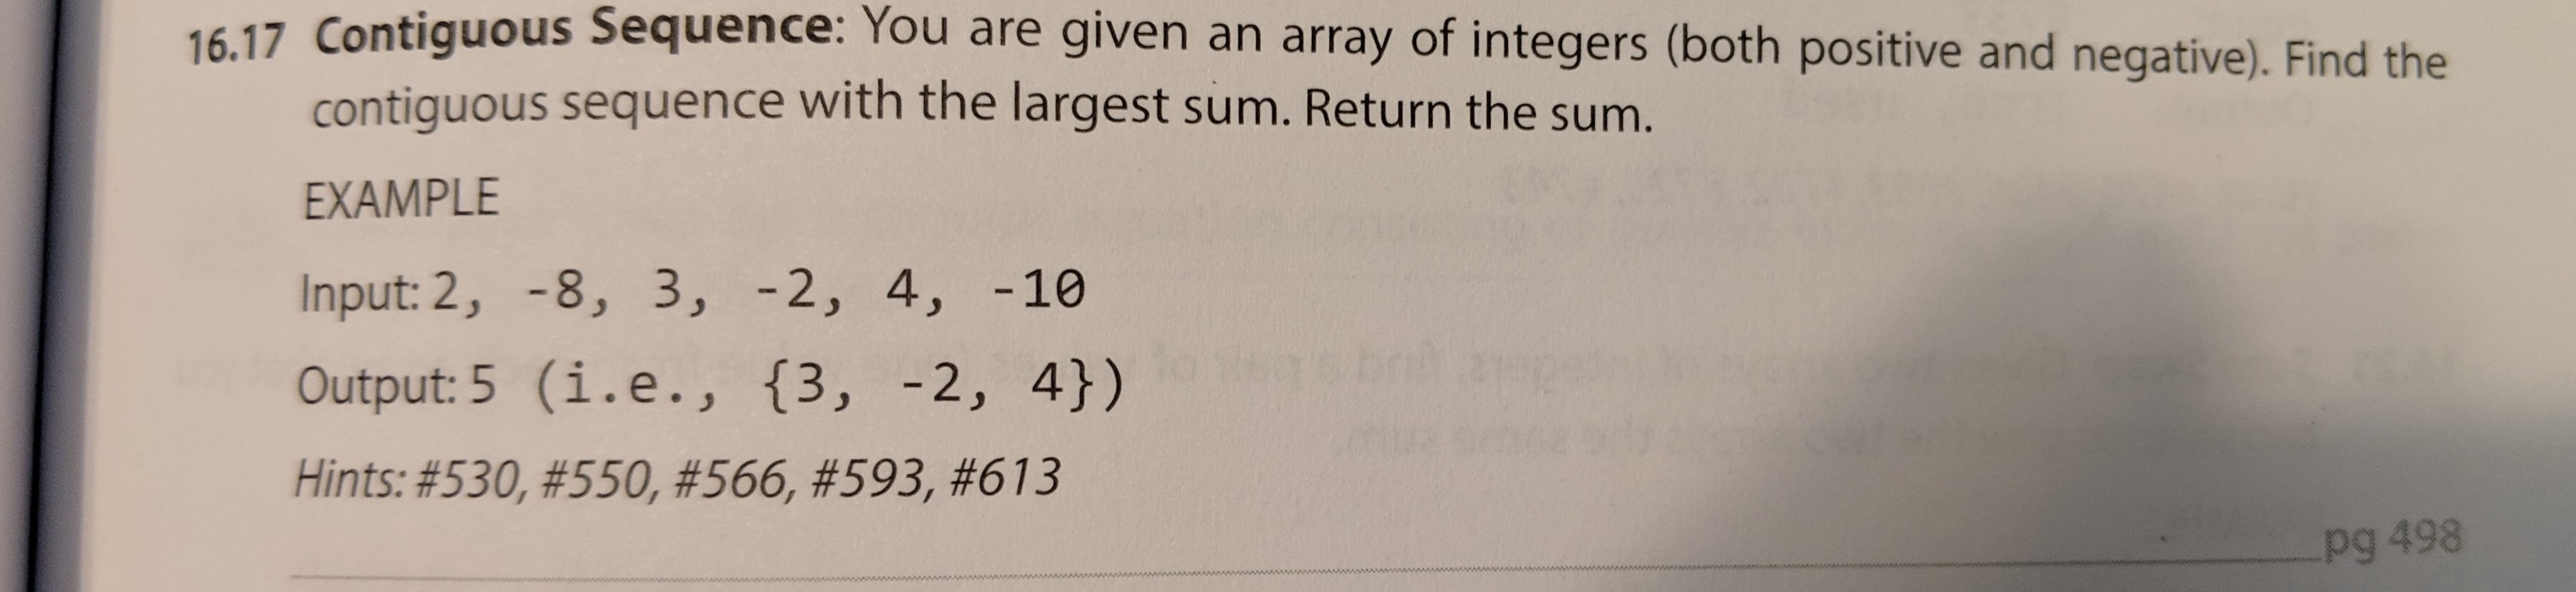 16.17 Contiguous Sequence: You are given an array of integers (both positive and negative). Find the
contiguous sequence with the largest sum. Return the sum.
EXAMPLE
Input: 2, -8, 3, -2, 4, -10
Output: 5 (i.e., {3, -2, 4})
Hints: #530, #550, #566, #593, #613
pg 498